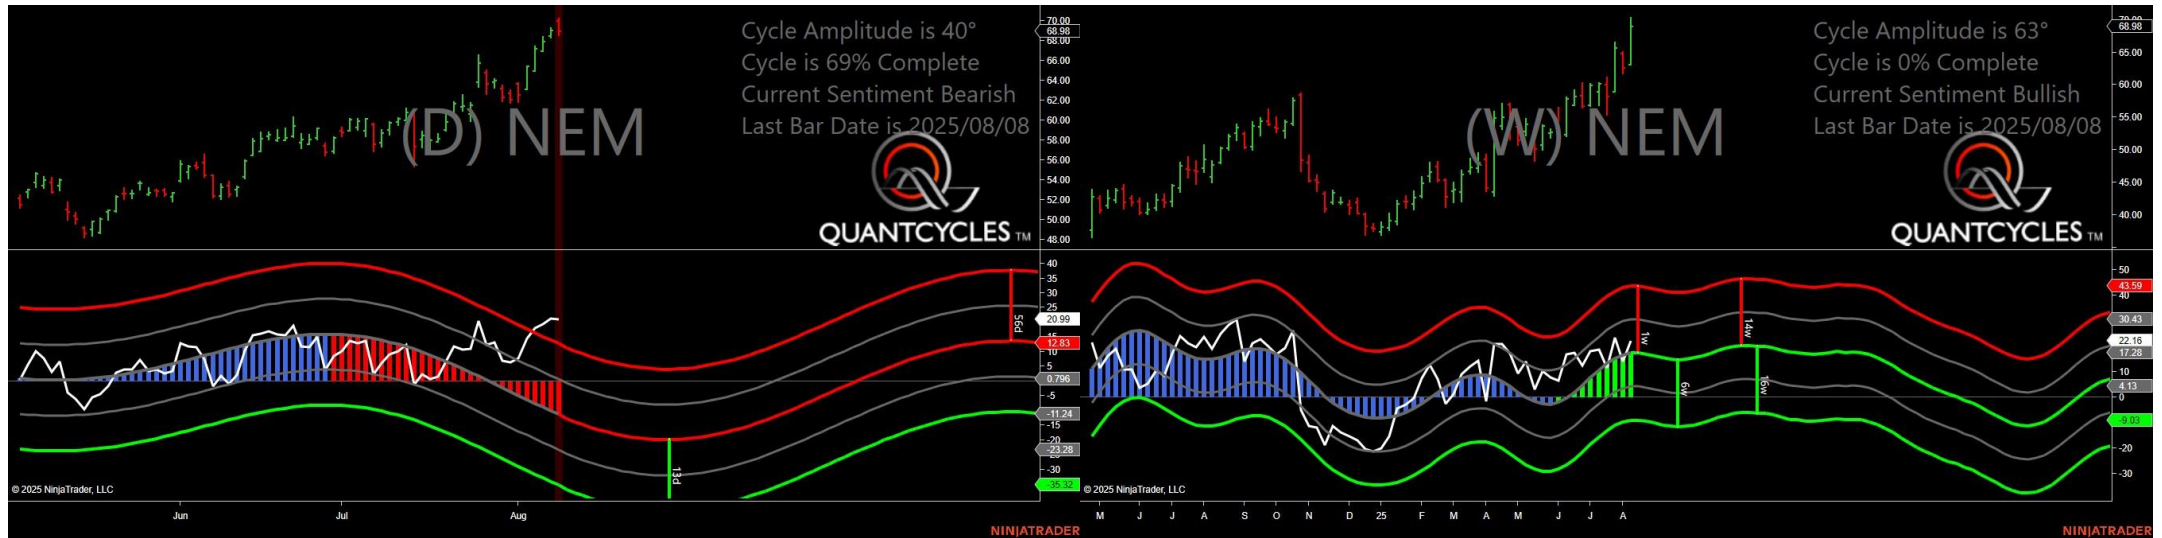 Cycle Amplitude is 40°
Cycle is 69% Complete
Current Sentiment Bearish
Last Bar Date is 2025/08/08
(D) NEM
QUANTCYCLES TM
70.00
68.98
68.00
66.00
64.00
62.00
60.00
58.00
56.00
54.00
52.00
50.00
48.00
40
35
30
25
20.99
15
12.83
10
5
0.796
-5
-11.24
-15
-20
-23.28
-30
-35.32
56d
13d
© 2025 NinjaTrader, LLC
Jun
Jul
Aug
NINJATRADER
Cycle Amplitude is 63°
Cycle is 0% Complete
Current Sentiment Bullish
Last Bar Date is 2025/08/08
(W) NEM
QUANTCYCLES TM
70.00
68.98
65.00
60.00
55.00
50.00
45.00
40.00
50
43.59
40
30.43
22.16
17.28
10
4.13
0
-9.03
-20
-30
1w
14w
6w
16w
© 2025 NinjaTrader, LLC
M J J A S O N D 25 F M A M J J A
NINJATRADER